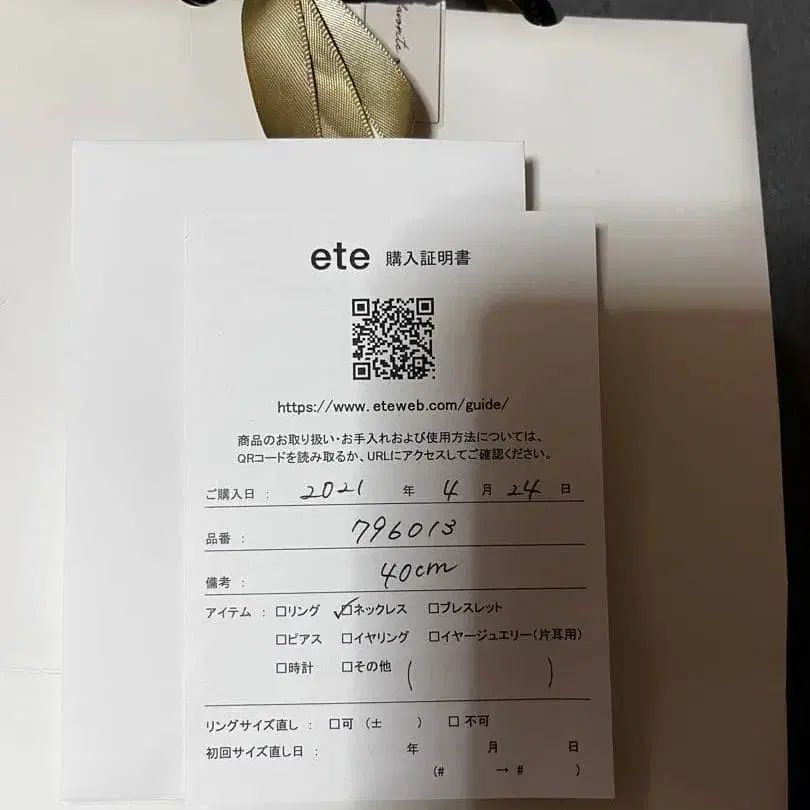 ete 購入証明書
https://www.eteweb.com/guide/
商品のお取り扱い・お手入れおよび使用方法については、
QRコードを読み取るか、URLにアクセスしてご確認ください。
ご購入日 : 2021 年 4 月 24 日
品番 : 796013
備考 : 40cm
アイテム : □リング ☑ネックレス □ブレスレット
□ピアス □イヤリング □イヤージュエリー(片耳用)
□時計 □その他 ( )
リングサイズ直し : □可 (± ) □不可
初回サイズ直し日 : 年 月 日
(# → # )